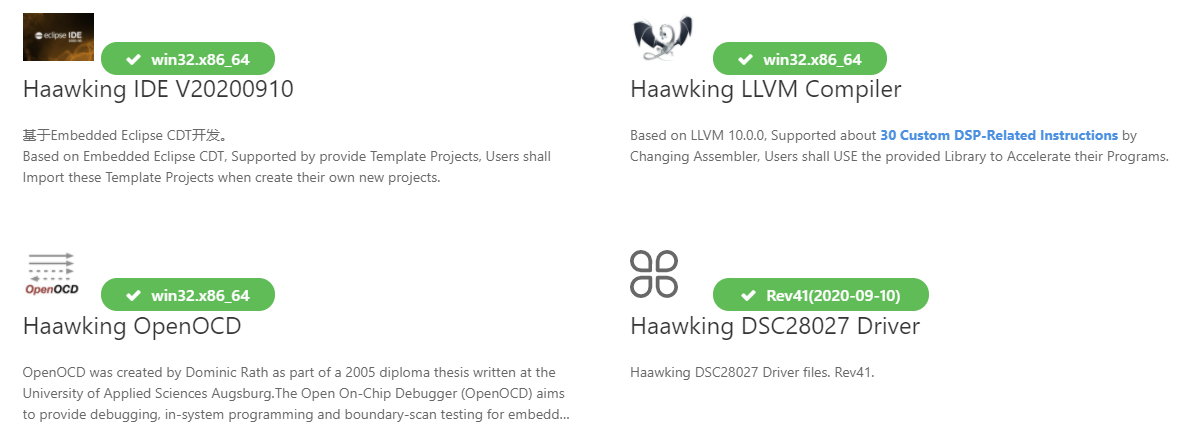 eclipse IDE
win32.x86_64
Haawking IDE V20200910
基于Embedded Eclipse CDT开发。
Based on Embedded Eclipse CDT, Supported by provide Template Projects, Users shall
Import these Template Projects when create their own new projects.
win32.x86_64
Haawking LLVM Compiler
Based on LLVM 10.0.0, Supported about 30 Custom DSP-Related Instructions by
Changing Assembler, Users shall USE the provided Library to Accelerate their Programs.
OpenOCD
win32.x86_64
Haawking OpenOCD
OpenOCD was created by Dominic Rath as part of a 2005 diploma thesis written at the
University of Applied Sciences Augsburg.The Open On-Chip Debugger (OpenOCD) aims
to provide debugging, in-system programming and boundary-scan testing for embedd...
Rev41(2020-09-10)
Haawking DSC28027 Driver
Haawking DSC28027 Driver files. Rev41.